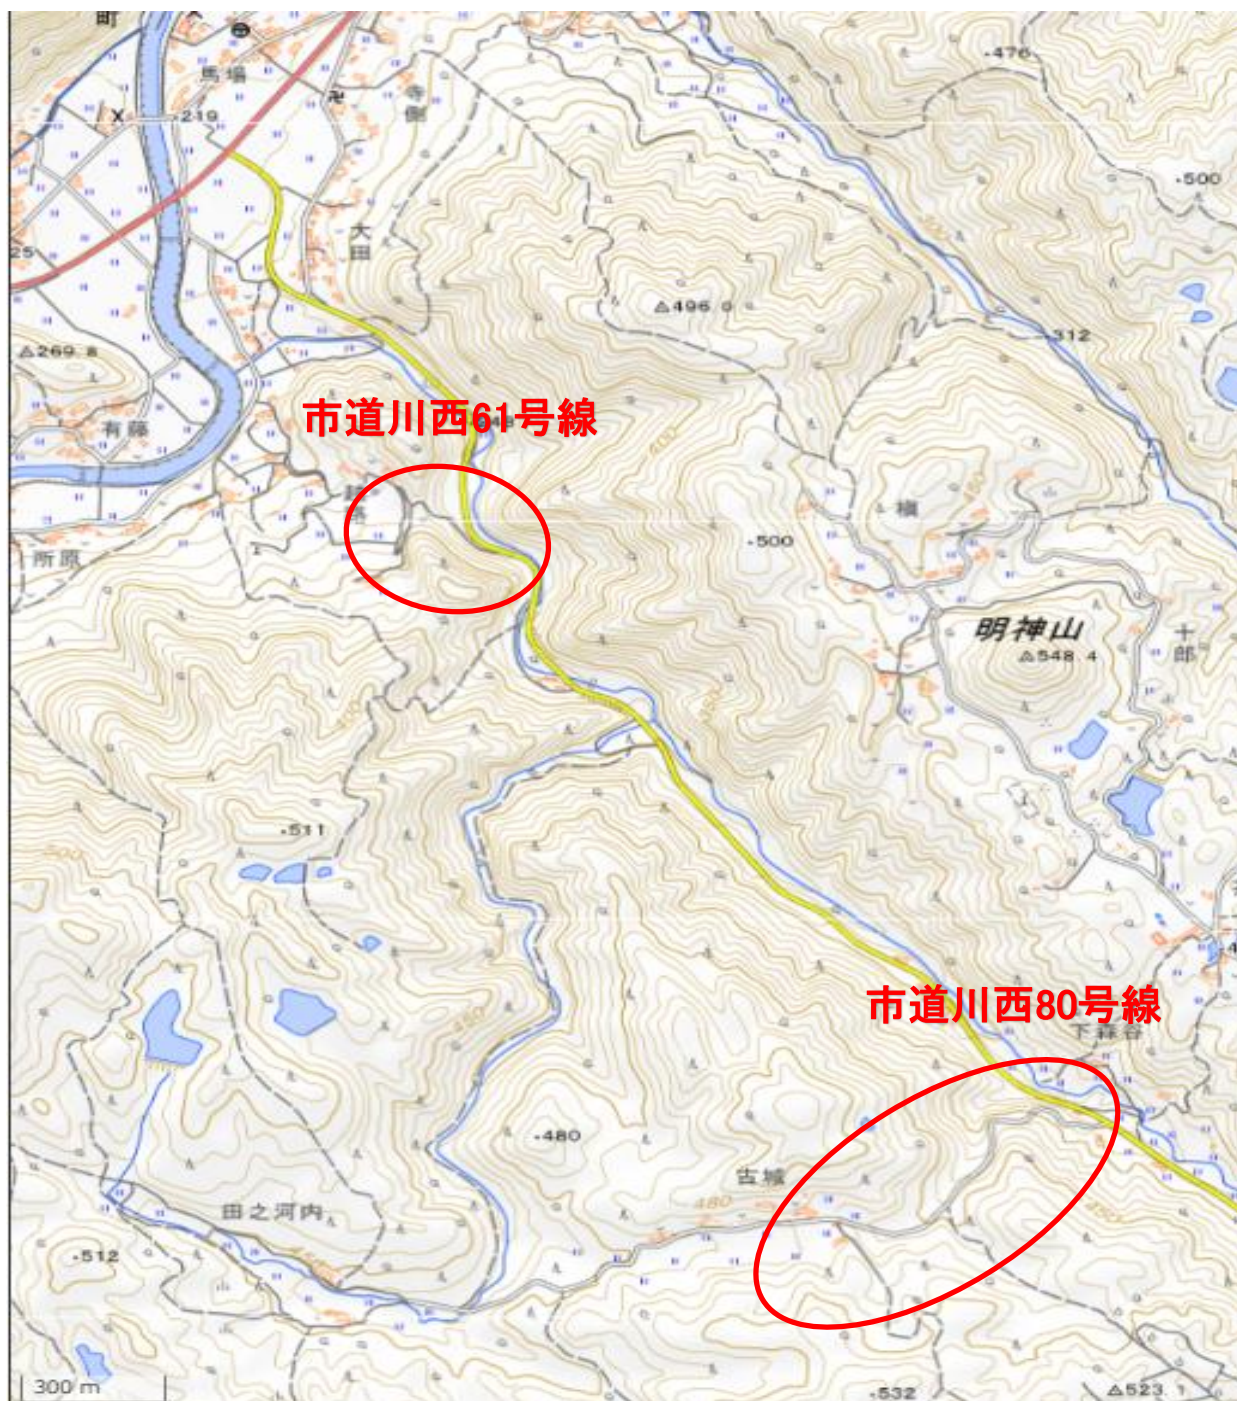 町
馬場
寺側
-476
-219
-500
大田
25
△496.0
312
△269.8
有藤
市道川西61号線
槇
-500
所原
明神山
△548.4
十郎
-511
市道川西80号線
下森谷
-480
古城
480
田之河内
-512
300 m
-532
△523.1